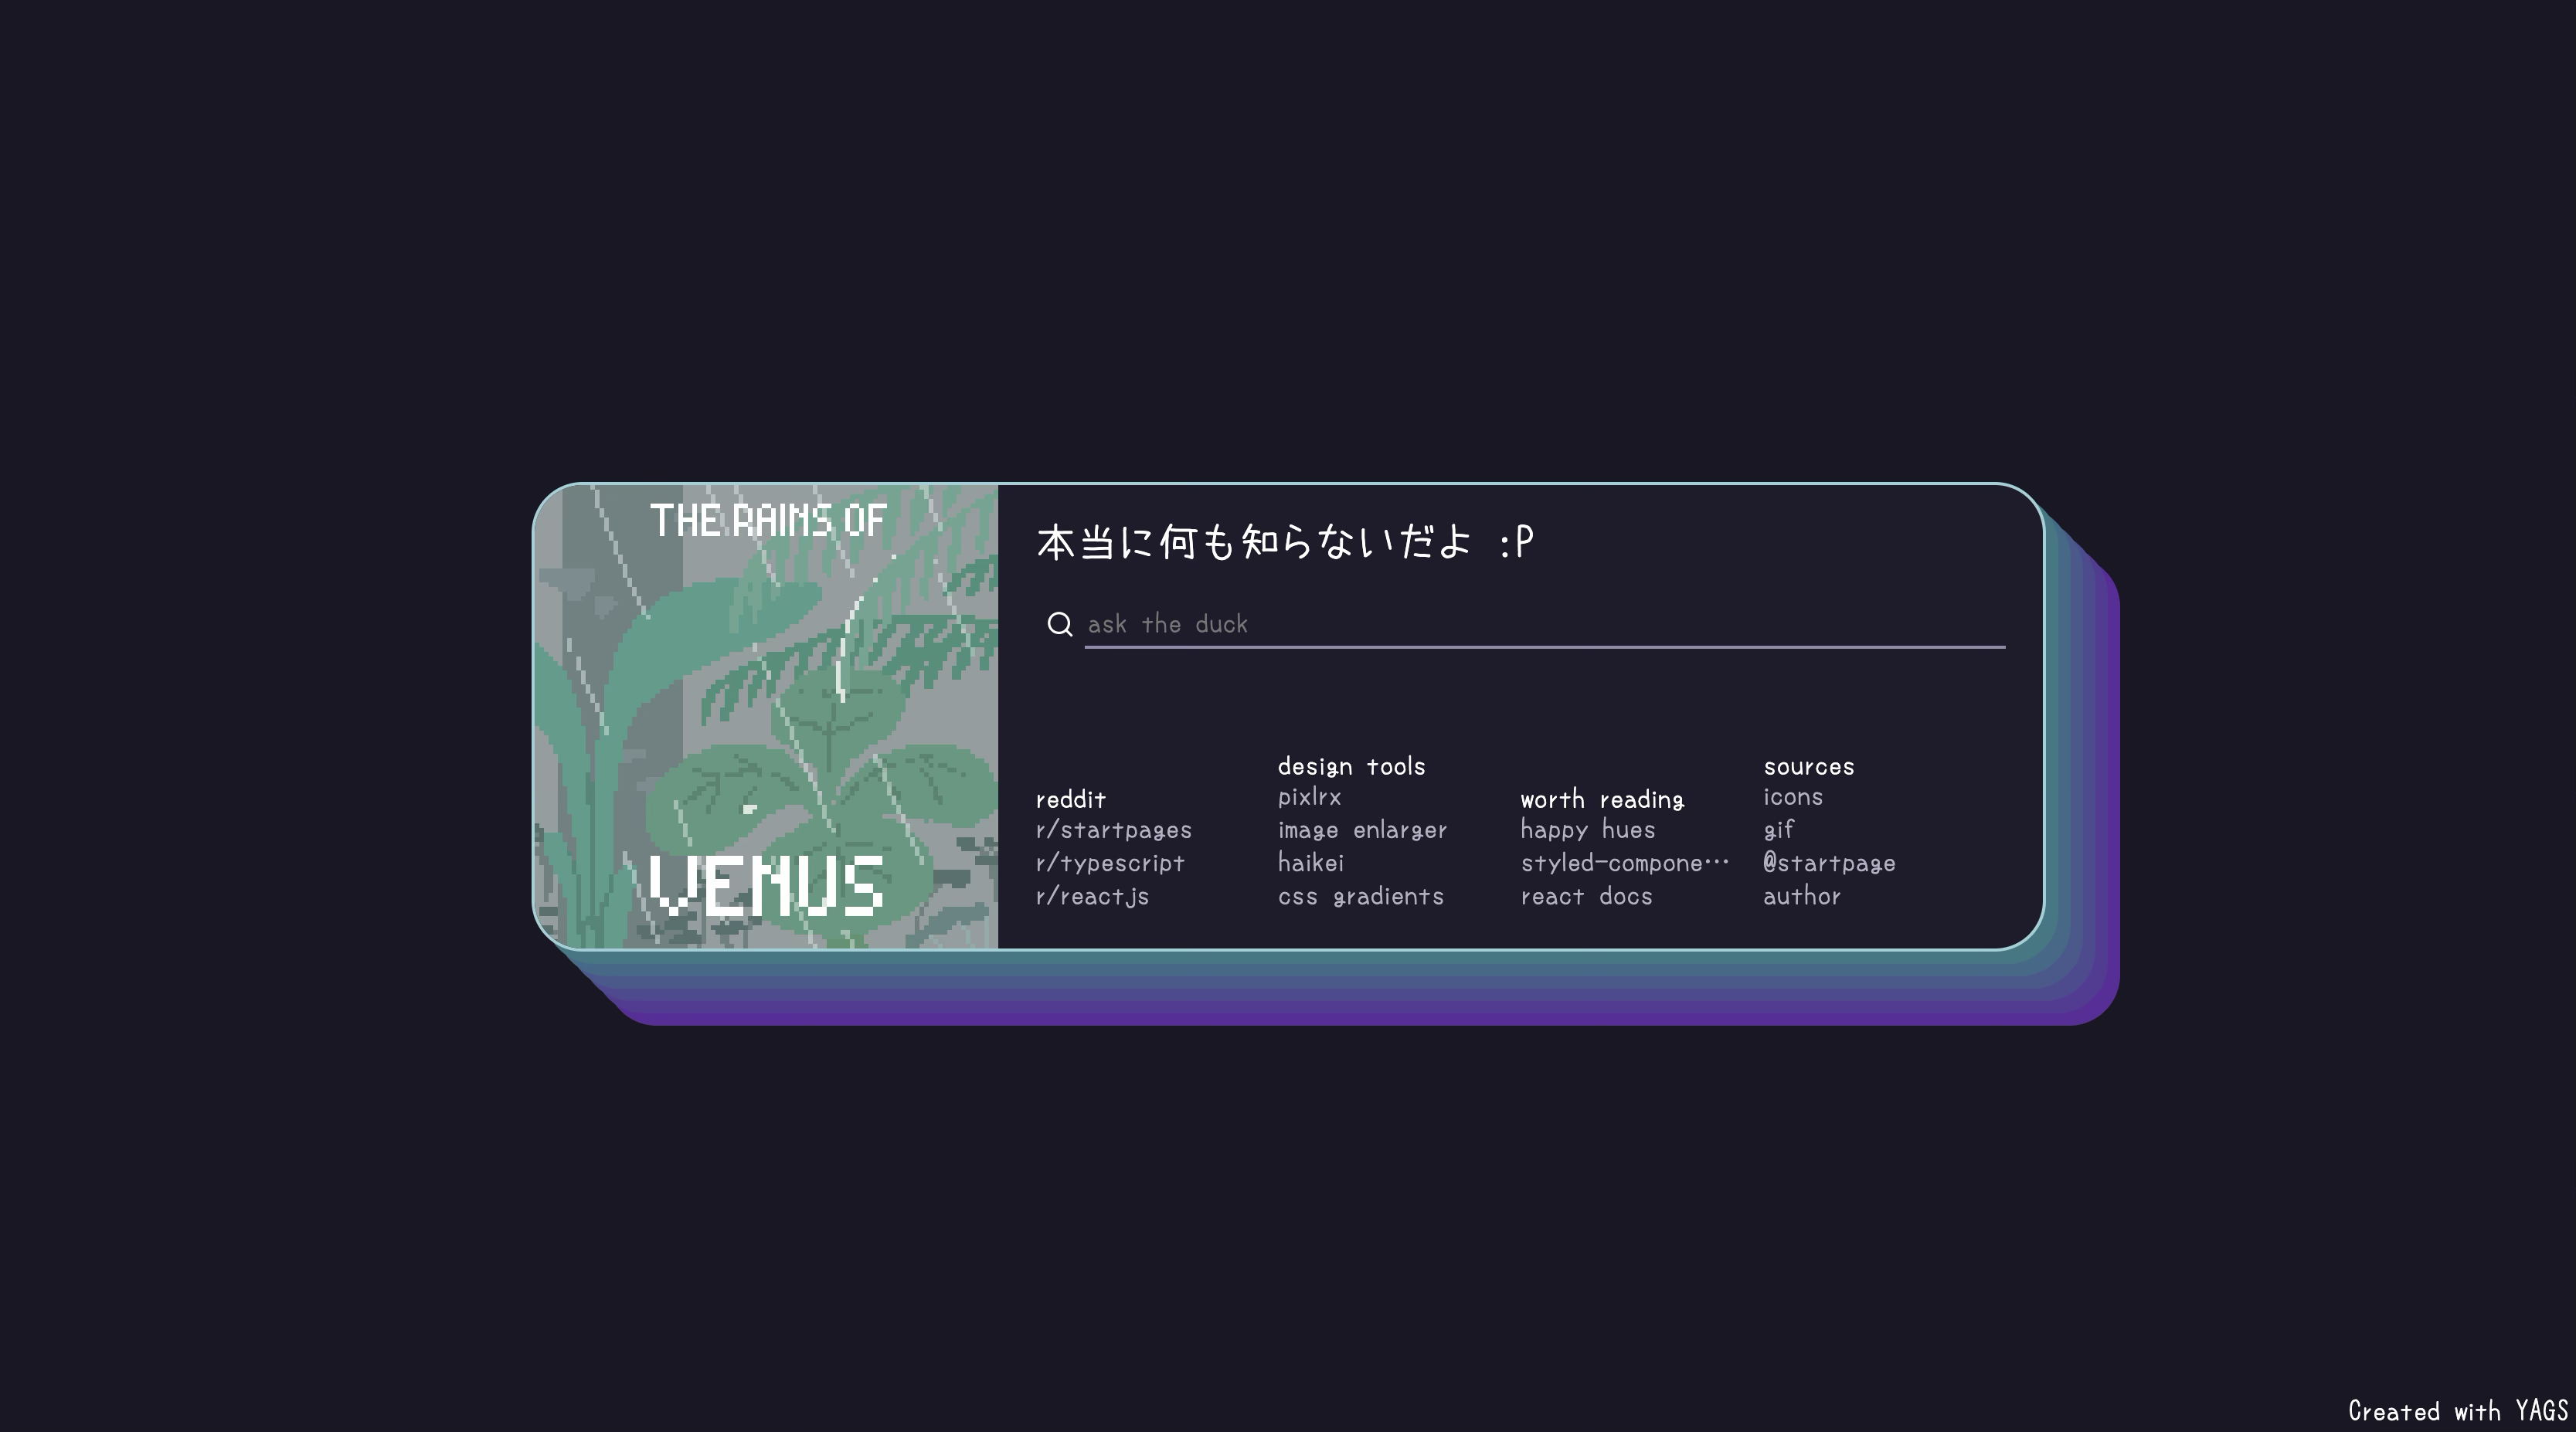 THE RAINS OF
VENUS
本当に何も知らないだよ :P
ask the duck
reddit
r/startpages
r/typescript
r/reactjs
design tools
pixlrx
image enlarger
haikei
css gradients
worth reading
happy hues
styled-compone…
react docs
sources
icons
gif
@startpage
author
Created with YAGS